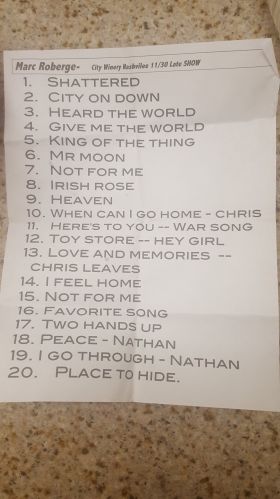 Marc Roberge- City Winery Nashvilee 11/30 Late SHOW
1. SHATTERED
2. CITY ON DOWN
3. HEARD THE WORLD
4. GIVE ME THE WORLD
5. KING OF THE THING
6. MR MOON
7. NOT FOR ME
8. IRISH ROSE
9. HEAVEN
10. WHEN CAN I GO HOME - CHRIS
11. HERE'S TO YOU -- WAR SONG
12. TOY STORE -- HEY GIRL
13. LOVE AND MEMORIES --
CHRIS LEAVES
14. I FEEL HOME
15. NOT FOR ME
16. FAVORITE SONG
17. TWO HANDS UP
18. PEACE - NATHAN
19. I GO THROUGH - NATHAN
20. PLACE TO HIDE.